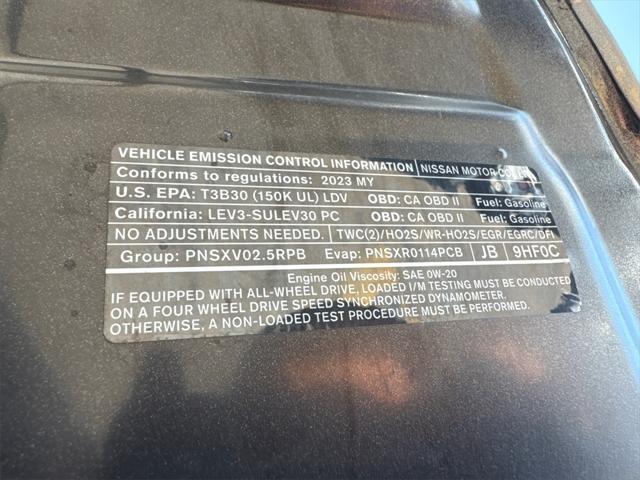 VEHICLE EMISSION CONTROL INFORMATION NISSAN MOTOR CO., LTD.
Conforms to regulations: 2023 MY
U.S. EPA: T3B30 (150K UL) LDV OBD: CA OBD II Fuel: Gasoline
California: LEV3-SULEV30 PC OBD: CA OBD II Fuel: Gasoline
NO ADJUSTMENTS NEEDED. TWC(2)/HO2S/WR-HO2S/EGR/EGRC/DFI
Group: PNSXV02.5RPB Evap: PNSXR0114PCB JB 9HF0C
Engine Oil Viscosity: SAE 0W-20
IF EQUIPPED WITH ALL-WHEEL DRIVE, LOADED I/M TESTING MUST BE CONDUCTED
ON A FOUR WHEEL DRIVE SPEED SYNCHRONIZED DYNAMOMETER.
OTHERWISE, A NON-LOADED TEST PROCEDURE MUST BE PERFORMED.